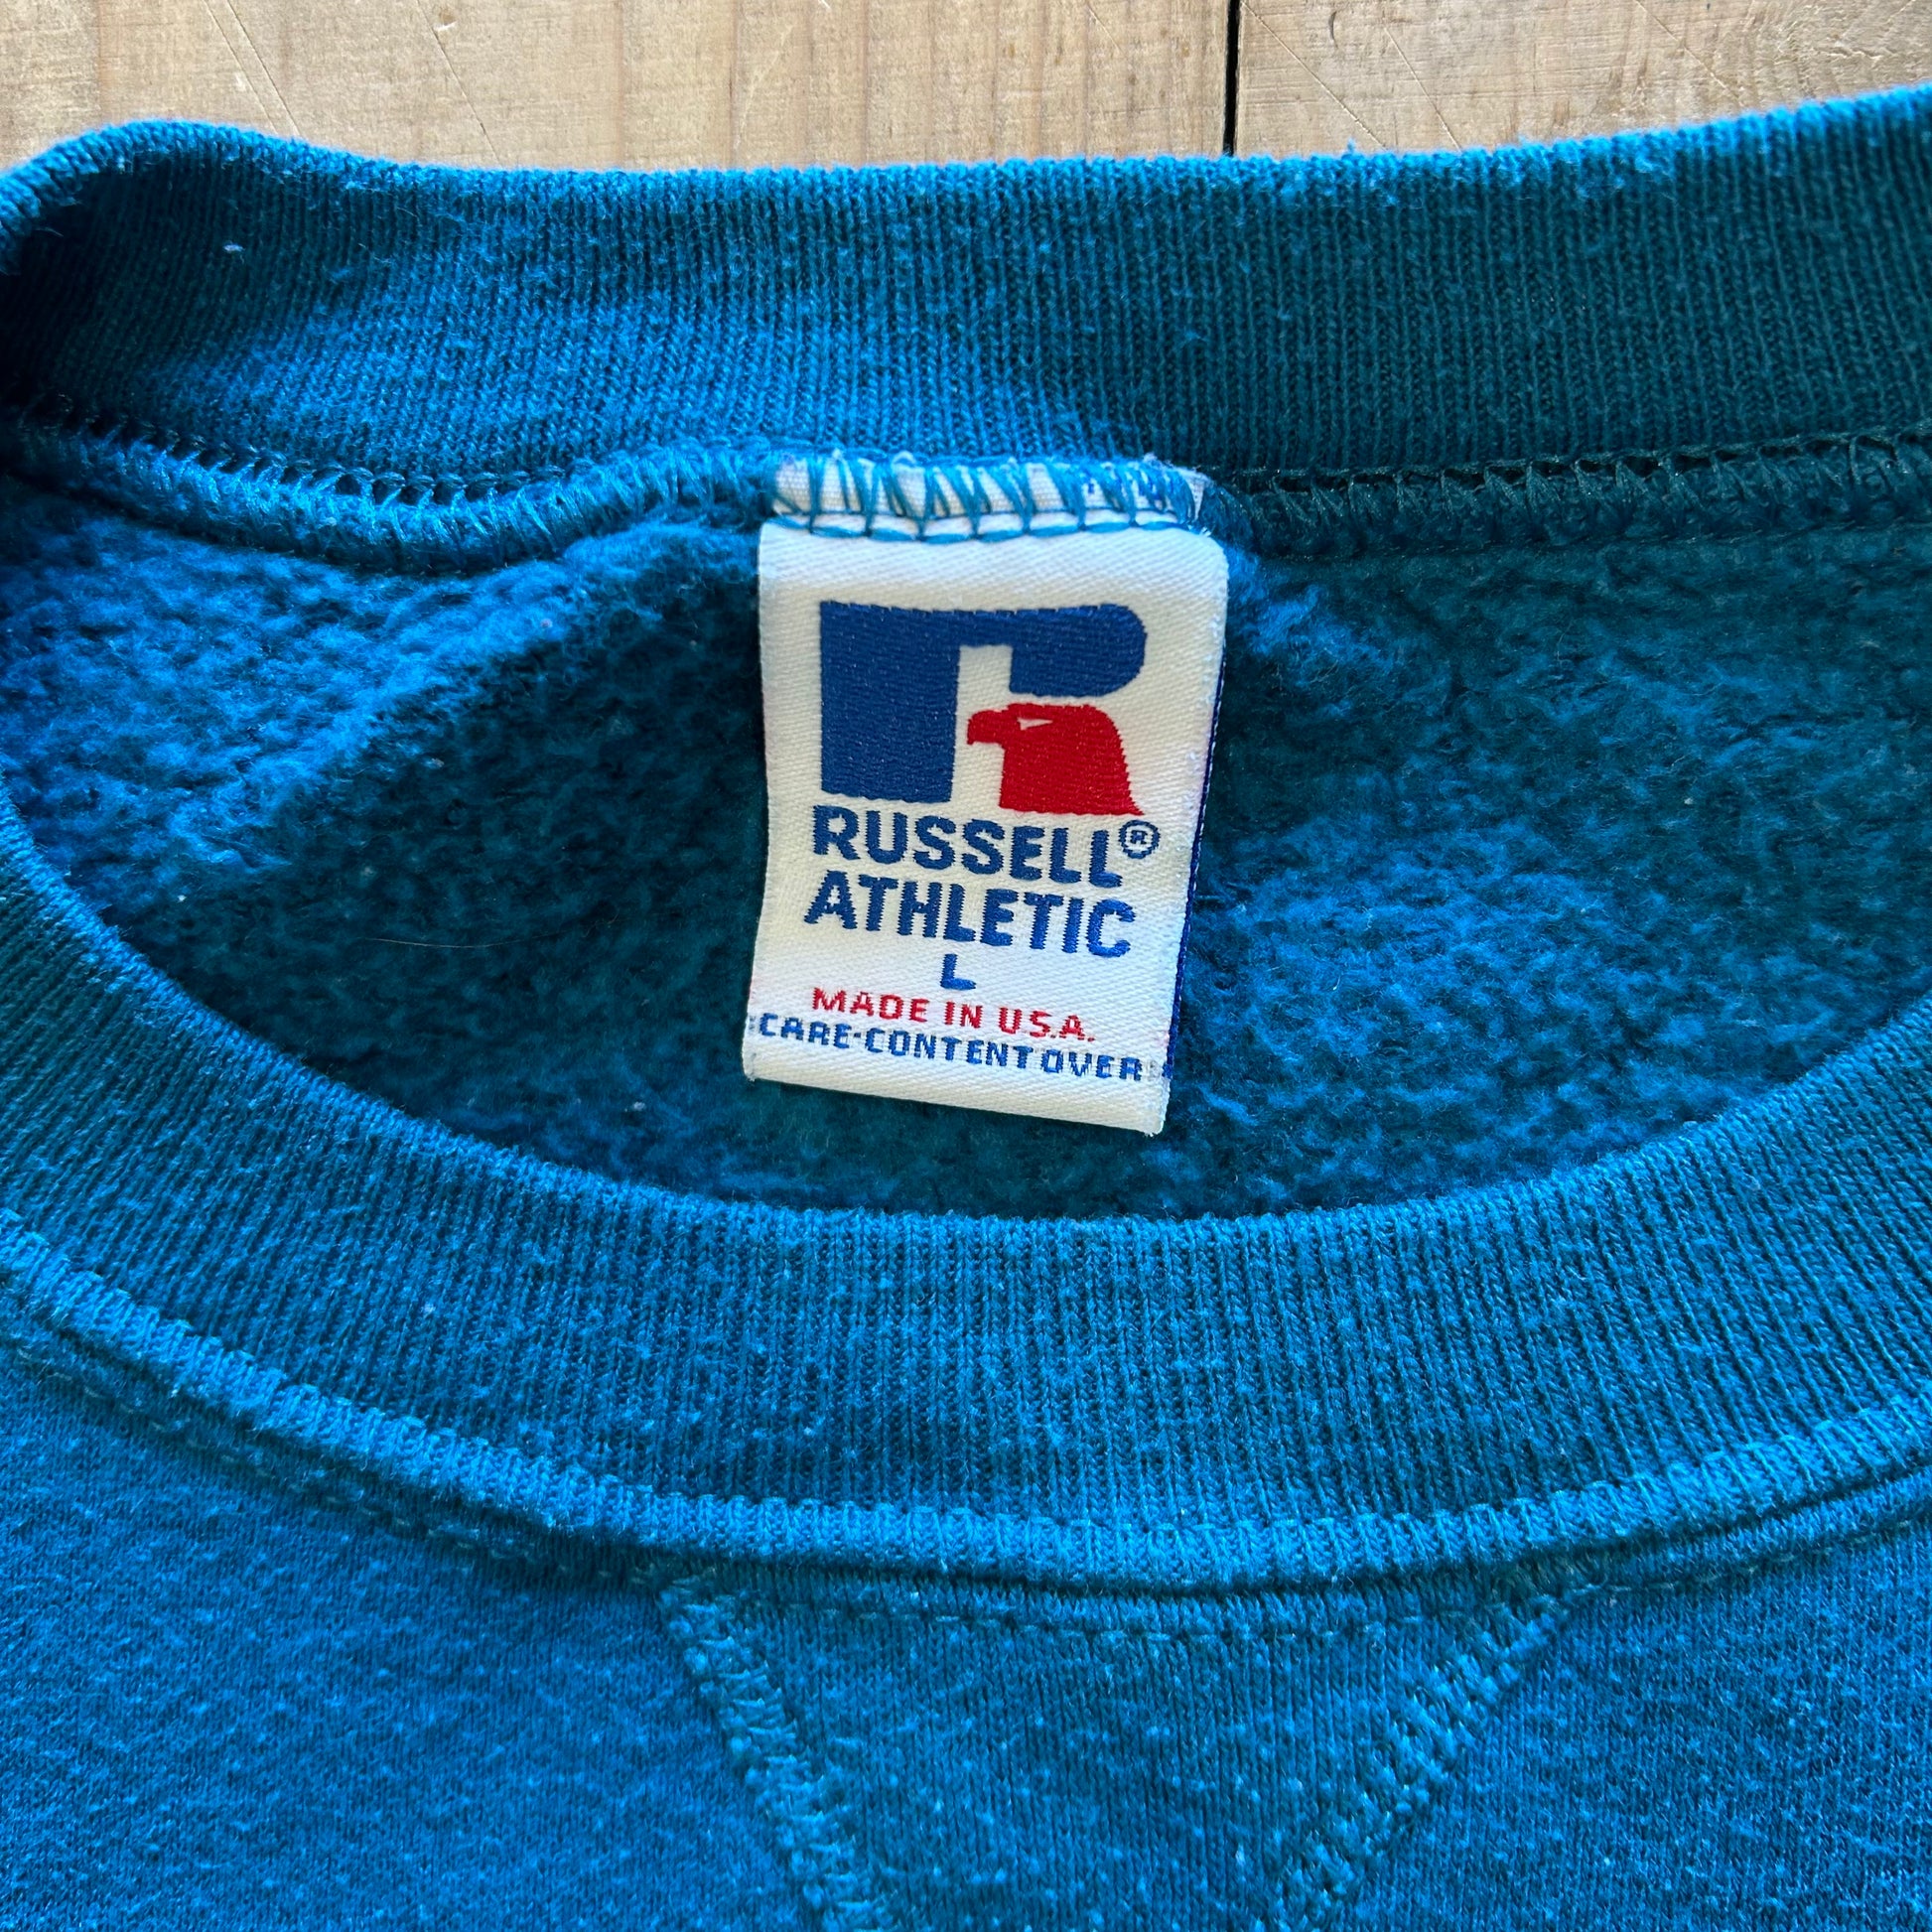 RUSSELL®
ATHLETIC
L
MADE IN U.S.A.
CARE-CONTENT OVER